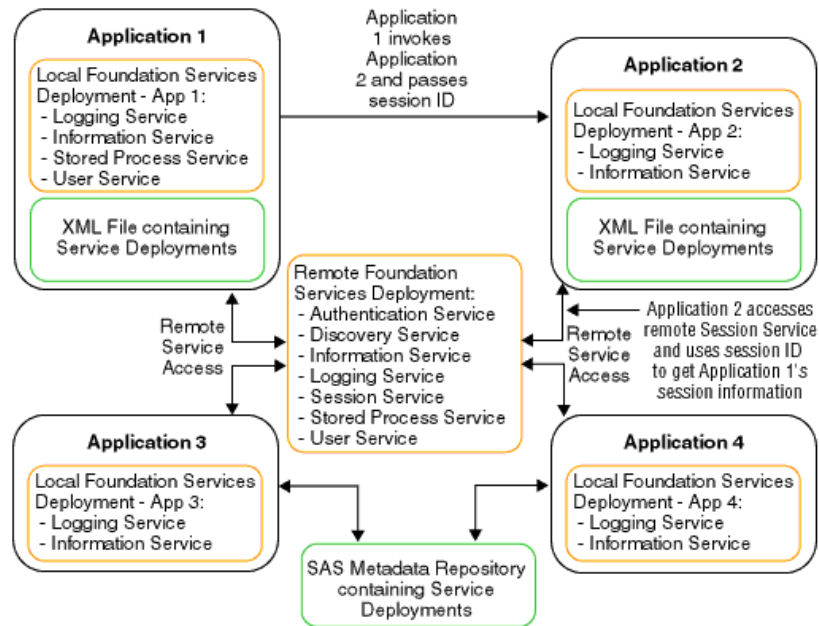 Application 1
Local Foundation Services
Deployment - App 1:
- Logging Service
- Information Service
- Stored Process Service
- User Service
XML File containing
Service Deployments
Application
1 invokes
Application
2 and passes
session ID
Application 2
Local Foundation Services
Deployment - App 2:
- Logging Service
- Information Service
XML File containing
Service Deployments
Remote
Service
Access
Remote Foundation
Services Deployment:
- Authentication Service
- Discovery Service
- Information Service
- Logging Service
- Session Service
- Stored Process Service
- User Service
Remote
Service
Access
Application 2 accesses
remote Session Service
and uses session ID
to get Application 1's
session information
Application 3
Local Foundation Services
Deployment - App 3:
- Logging Service
- Information Service
SAS Metadata Repository
containing Service
Deployments
Application 4
Local Foundation Services
Deployment - App 4:
- Logging Service
- Information Service